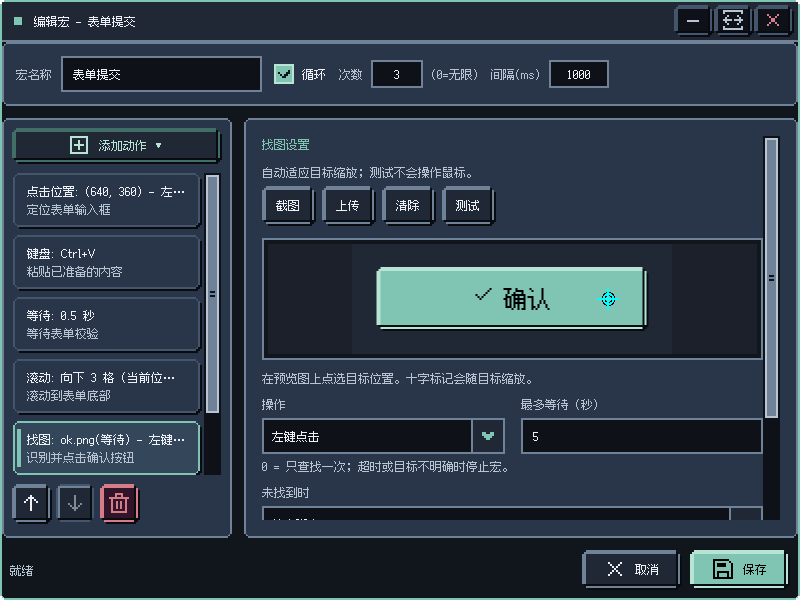 编辑宏 - 表单提交
宏名称 表单提交 循环 次数 3 (0=无限) 间隔(ms) 1000
添加动作 ▼
点击位置: (640, 360) - 左…
定位表单输入框
键盘: Ctrl+V
粘贴已准备的内容
等待: 0.5 秒
等待表单校验
滚动: 向下 3 格 (当前位…
滚动到表单底部
找图: ok.png(等待) - 左键…
识别并点击确认按钮
找图设置
自动适应目标缩放; 测试不会操作鼠标。
截图 上传 清除 测试
确认
在预览图上点选目标位置。十字标记会随目标缩放。
操作 最多等待 (秒)
左键点击 5
0 = 只查找一次; 超时或目标不明确时停止宏。
未找到时
就绪
取消 保存